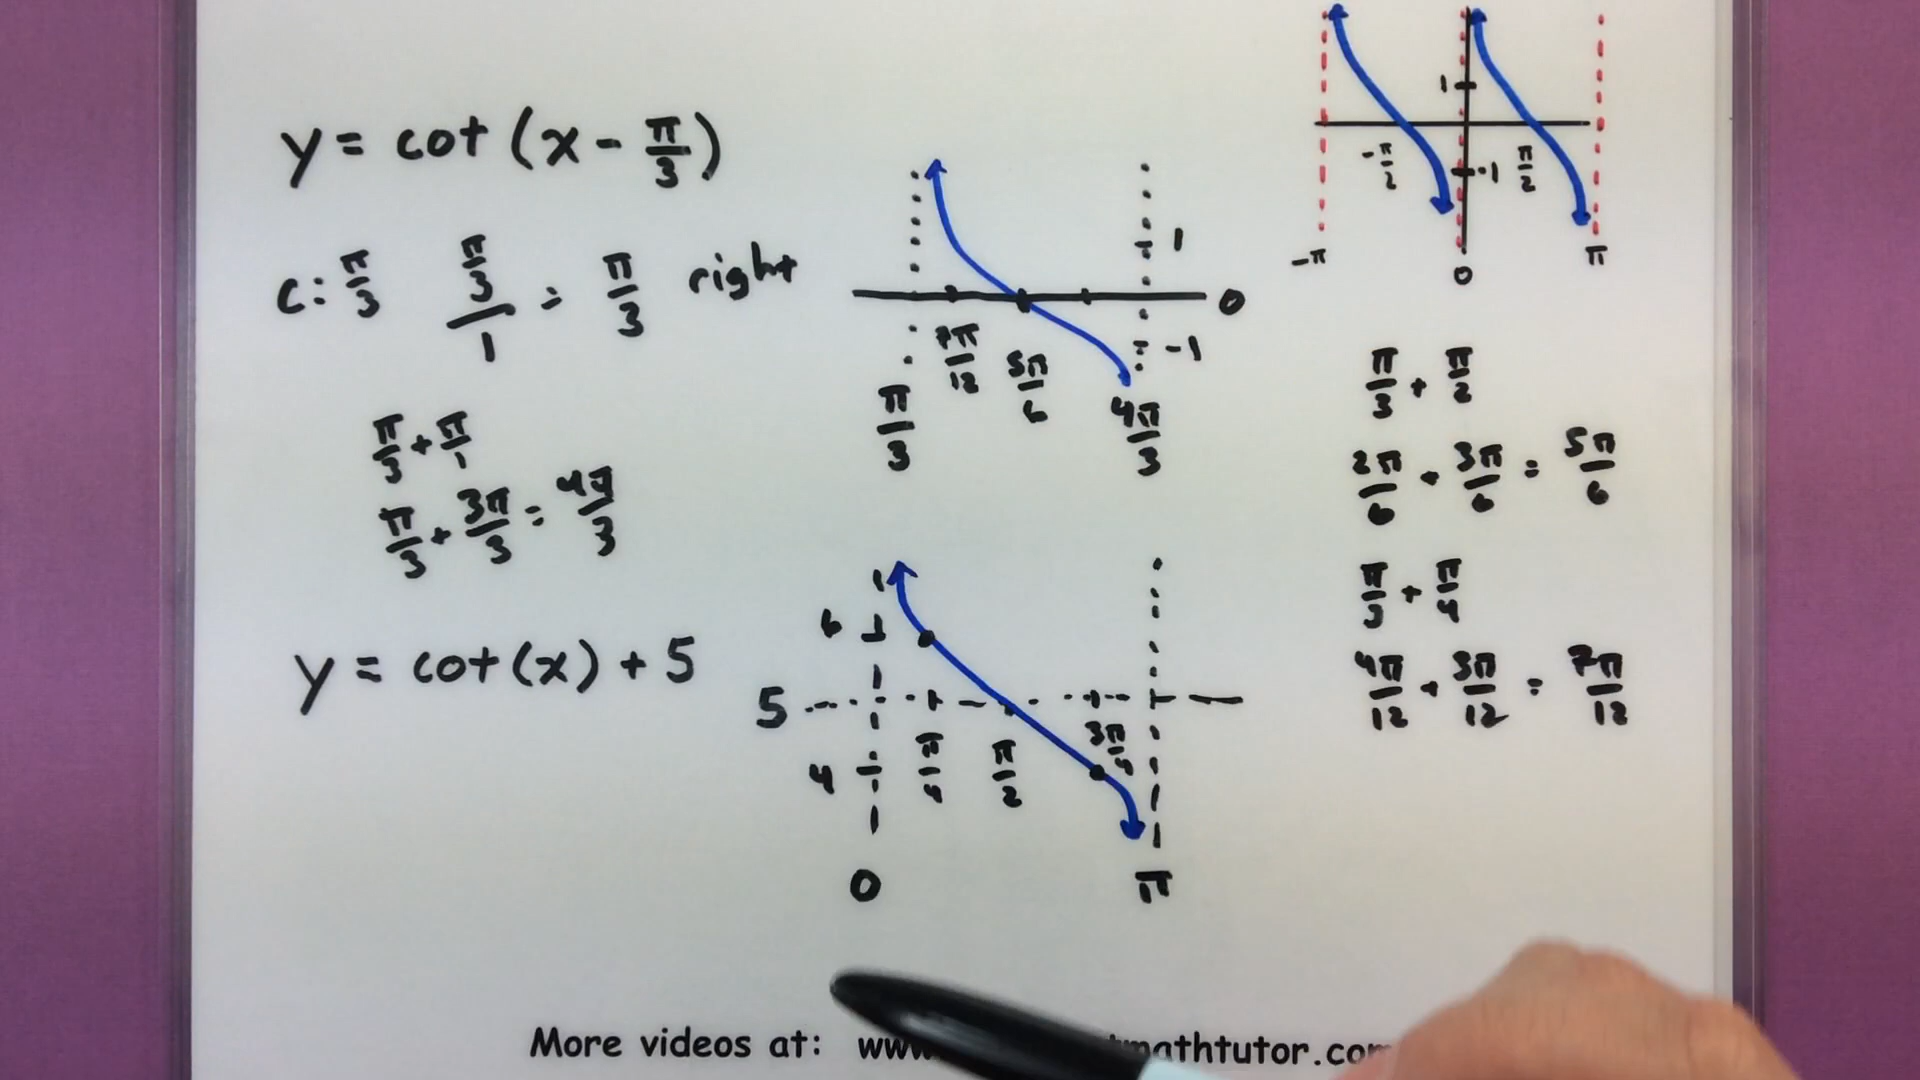 y = cot (x - π/3)
c: π/3   (π/3)/1 = π/3 right
π/3 + π/1
π/3 + 3π/3 = 4π/3
1
0
-1
π/3 7π/12 5π/6 4π/3
1
-π/2 -1 π/2
-π 0 π
π/3 + π/2
2π/6 + 3π/6 = 5π/6
π/3 + π/4
4π/12 + 3π/12 = 7π/12
y = cot(x) + 5
6
5
4 π/4 π/2 3π/4
0 π
More videos at: mathtutor.com